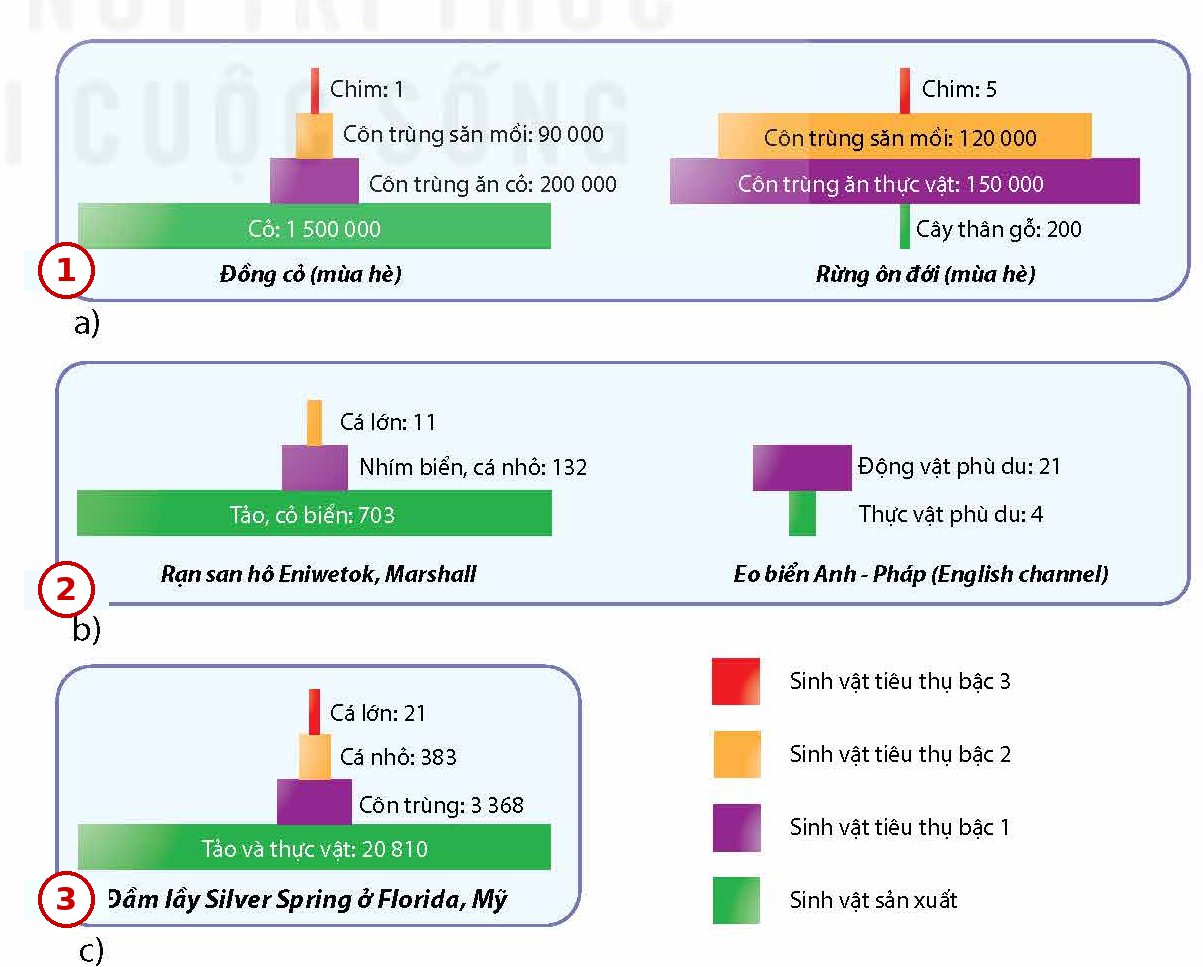 NỐI TRI THỨC
I CUỘC SỐNG
Chim: 1
Côn trùng săn mồi: 90 000
Côn trùng ăn cỏ: 200 000
Cỏ: 1 500 000
Đồng cỏ (mùa hè)
Chim: 5
Côn trùng săn mồi: 120 000
Côn trùng ăn thực vật: 150 000
Cây thân gỗ: 200
Rừng ôn đới (mùa hè)
1
a)
Cá lớn: 11
Nhím biển, cá nhỏ: 132
Tảo, cỏ biển: 703
Rạn san hô Eniwetok, Marshall
Động vật phù du: 21
Thực vật phù du: 4
Eo biển Anh - Pháp (English channel)
2
b)
Cá lớn: 21
Cá nhỏ: 383
Côn trùng: 3 368
Tảo và thực vật: 20 810
3
Đầm lầy Silver Spring ở Florida, Mỹ
c)
Sinh vật tiêu thụ bậc 3
Sinh vật tiêu thụ bậc 2
Sinh vật tiêu thụ bậc 1
Sinh vật sản xuất